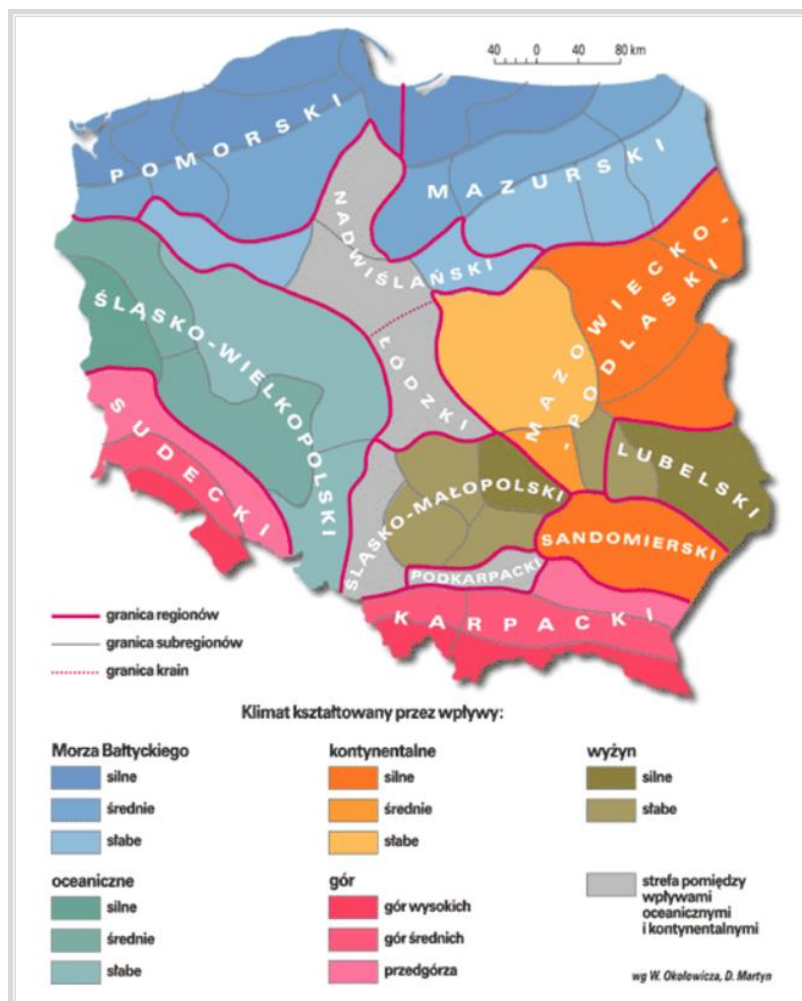 40 0 40 80 km
POMORSKI
MAZURSKI
NADWIŚLAŃSKI
MAZOWIECKO-
-PODLASKI
ŚLĄSKO-WIELKOPOLSKI
ŁÓDZKI
SUDECKI
LUBELSKI
ŚLĄSKO-MAŁOPOLSKI
SANDOMIERSKI
PODKARPACKI
KARPACKI
granica regionów
granica subregionów
granica krain
Klimat kształtowany przez wpływy:
Morza Bałtyckiego
silne
średnie
słabe
kontynentalne
silne
średnie
słabe
wyżyn
silne
słabe
oceaniczne
silne
średnie
słabe
gór
gór wysokich
gór średnich
przedgórza
strefa pomiędzy
wpływami
oceanicznymi
i kontynentalnymi
wg W. Okołowicza, D. Martyn